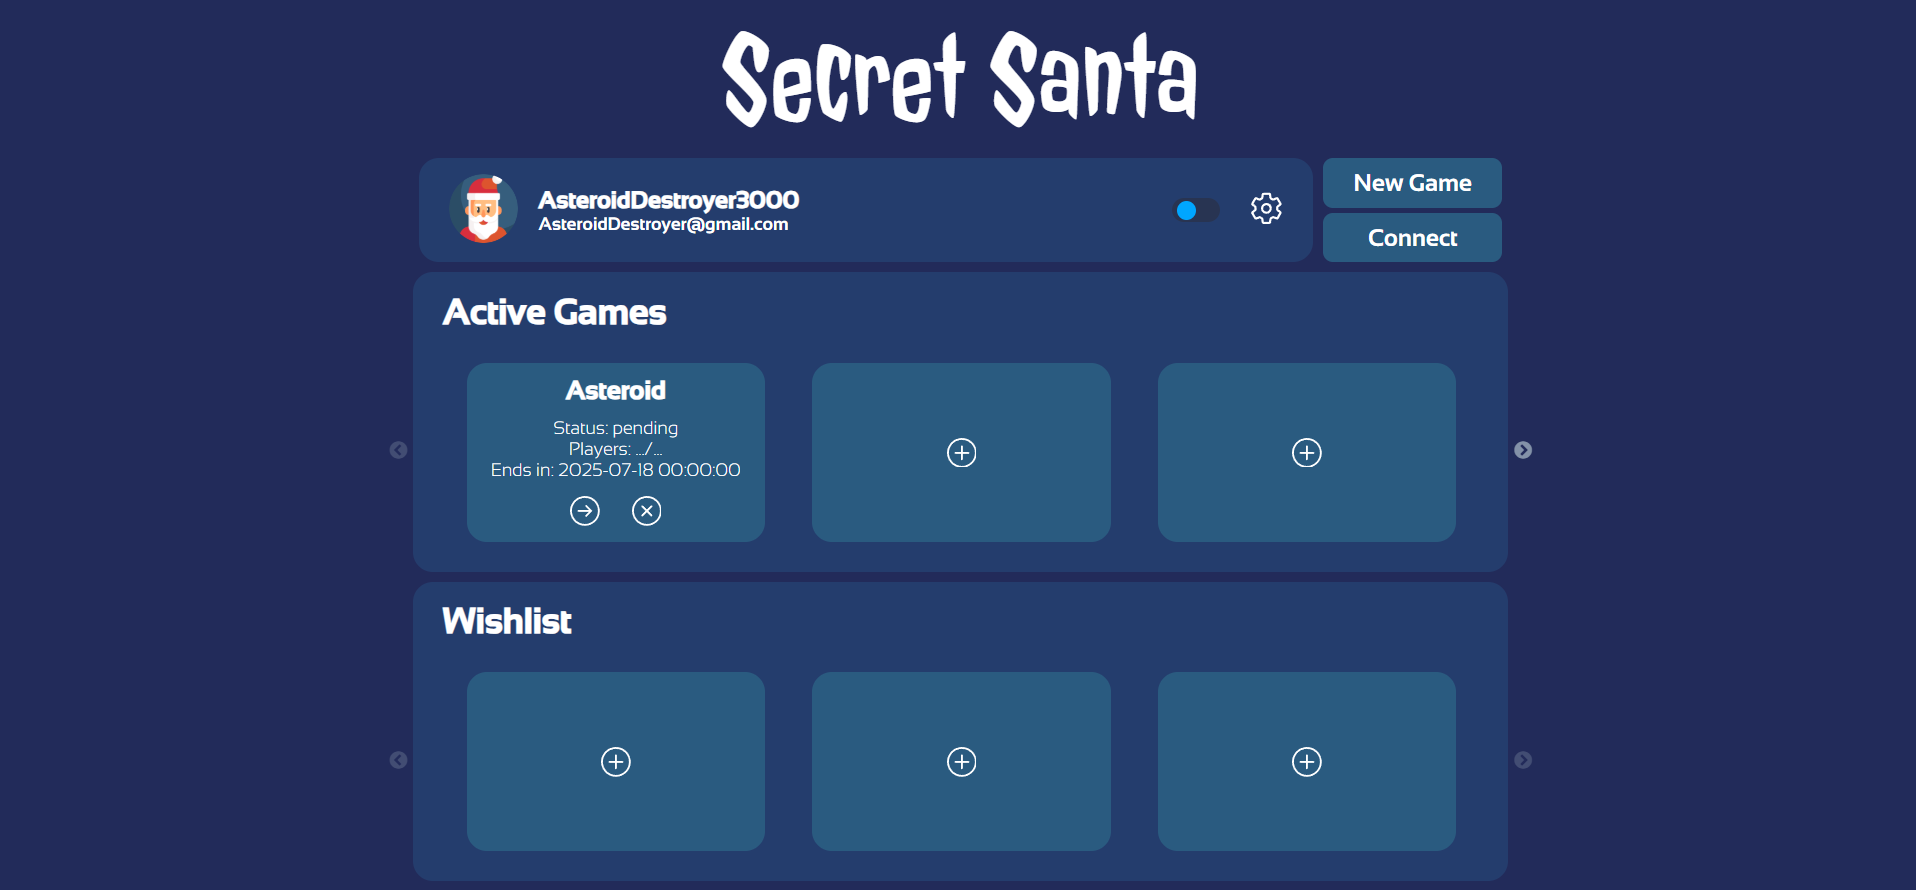 Secret Santa
AsteroidDestroyer3000
AsteroidDestroyer@gmail.com
New Game
Connect
Active Games
Asteroid
Status: pending
Players: .../...
Ends in: 2025-07-18 00:00:00
Wishlist